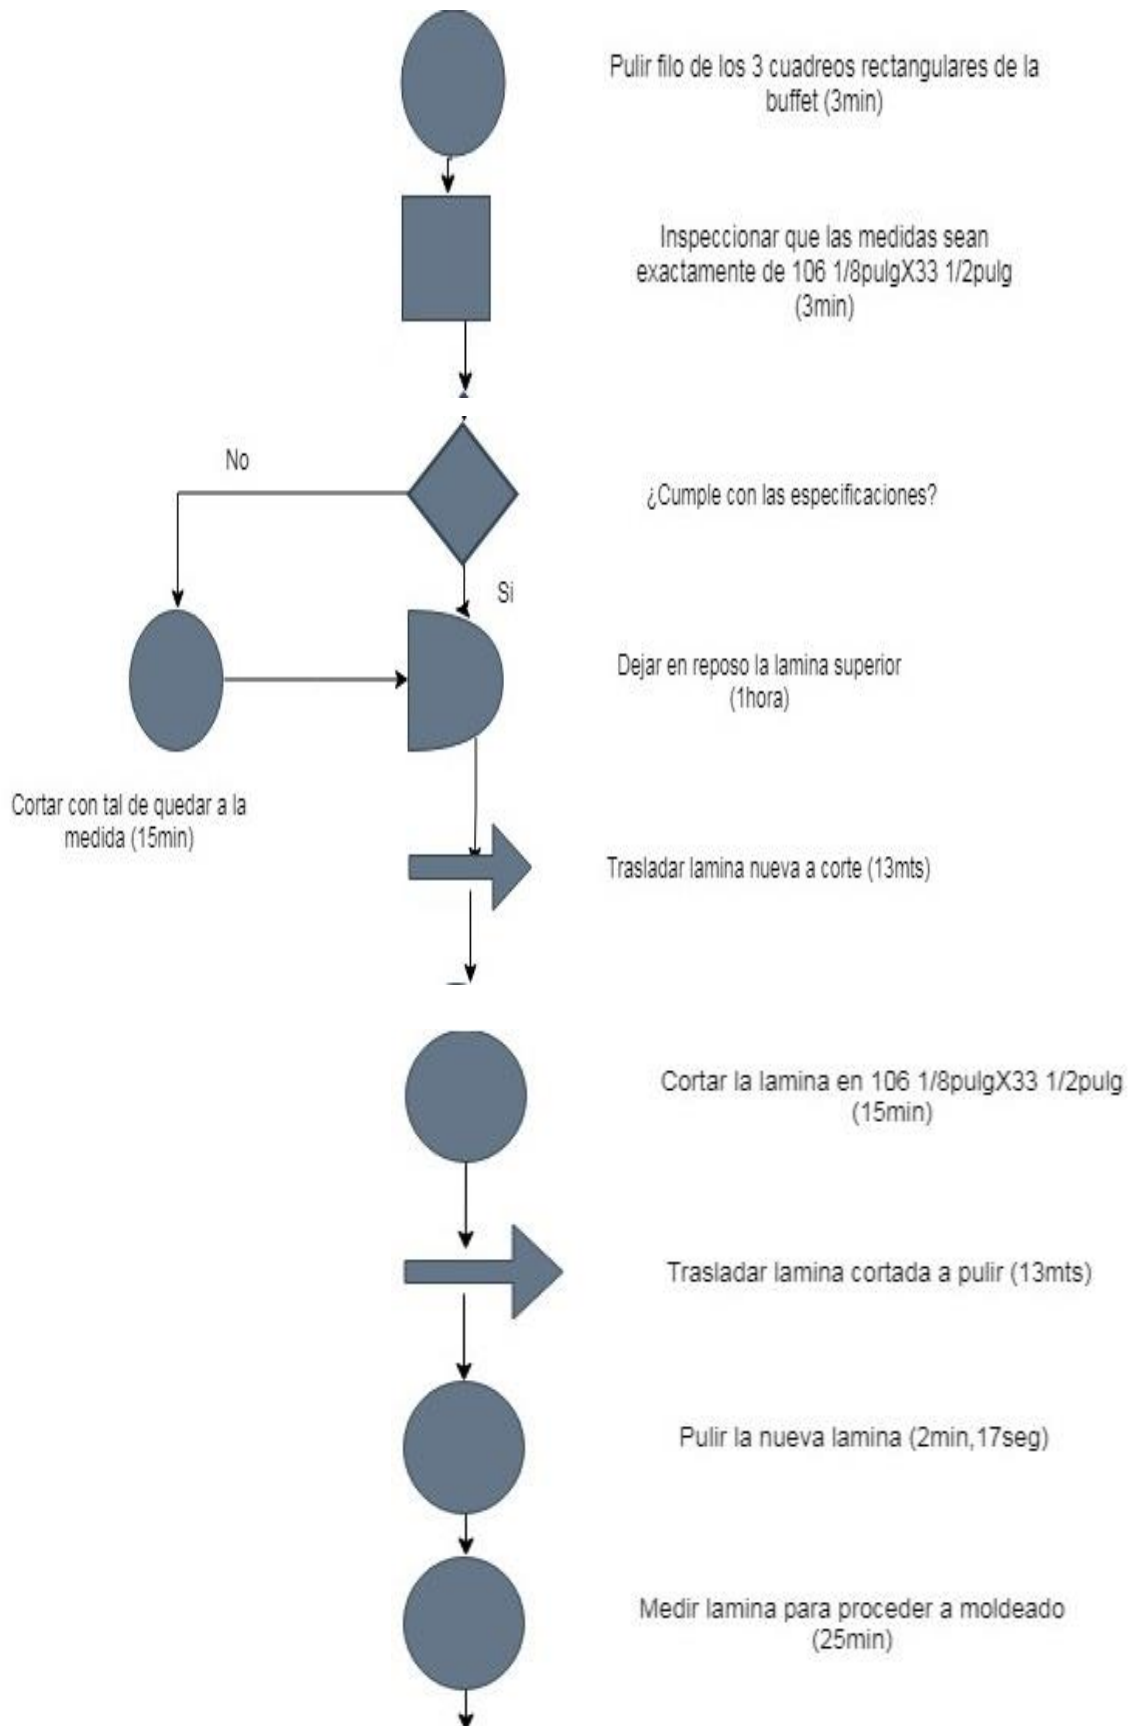 Pulir filo de los 3 cuadreos rectangulares de la
buffet (3min)
Inspeccionar que las medidas sean
exactamente de 106 1/8pulgX33 1/2pulg
(3min)
No
¿Cumple con las especificaciones?
Si
Dejar en reposo la lamina superior
(1hora)
Cortar con tal de quedar a la
medida (15min)
Trasladar lamina nueva a corte (13mts)
Cortar la lamina en 106 1/8pulgX33 1/2pulg
(15min)
Trasladar lamina cortada a pulir (13mts)
Pulir la nueva lamina (2min,17seg)
Medir lamina para proceder a moldeado
(25min)